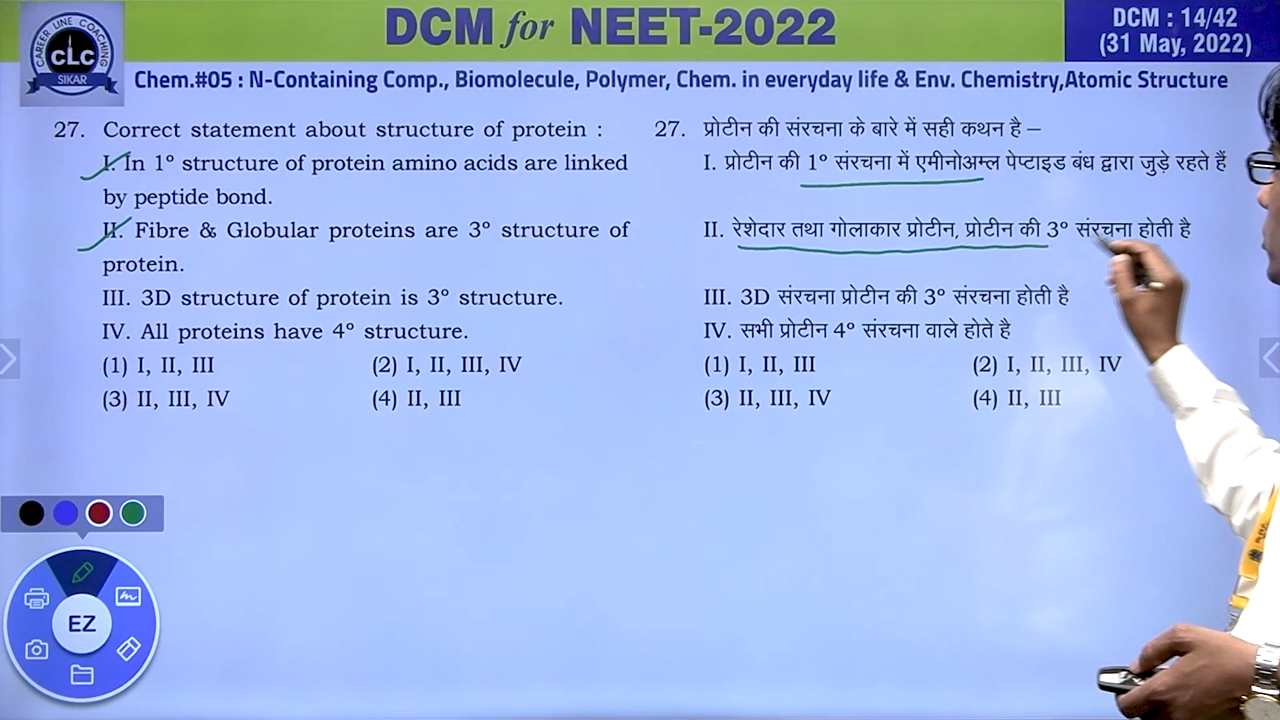 DCM for NEET-2022
DCM : 14/42
(31 May, 2022)
CAREER LINE COACHING
CLC
SIKAR
Chem.#05 : N-Containing Comp., Biomolecule, Polymer, Chem. in everyday life & Env. Chemistry,Atomic Structure
27. Correct statement about structure of protein :
I. In 1° structure of protein amino acids are linked
by peptide bond.
II. Fibre & Globular proteins are 3° structure of
protein.
III. 3D structure of protein is 3° structure.
IV. All proteins have 4° structure.
(1) I, II, III (2) I, II, III, IV
(3) II, III, IV (4) II, III
27. प्रोटीन की संरचना के बारे में सही कथन है –
I. प्रोटीन की 1° संरचना में एमीनोअम्ल पेप्टाइड बंध द्वारा जुड़े रहते हैं
II. रेशेदार तथा गोलाकार प्रोटीन, प्रोटीन की 3° संरचना होती है
III. 3D संरचना प्रोटीन की 3° संरचना होती है
IV. सभी प्रोटीन 4° संरचना वाले होते है
(1) I, II, III (2) I, II, III, IV
(3) II, III, IV (4) II, III
EZ